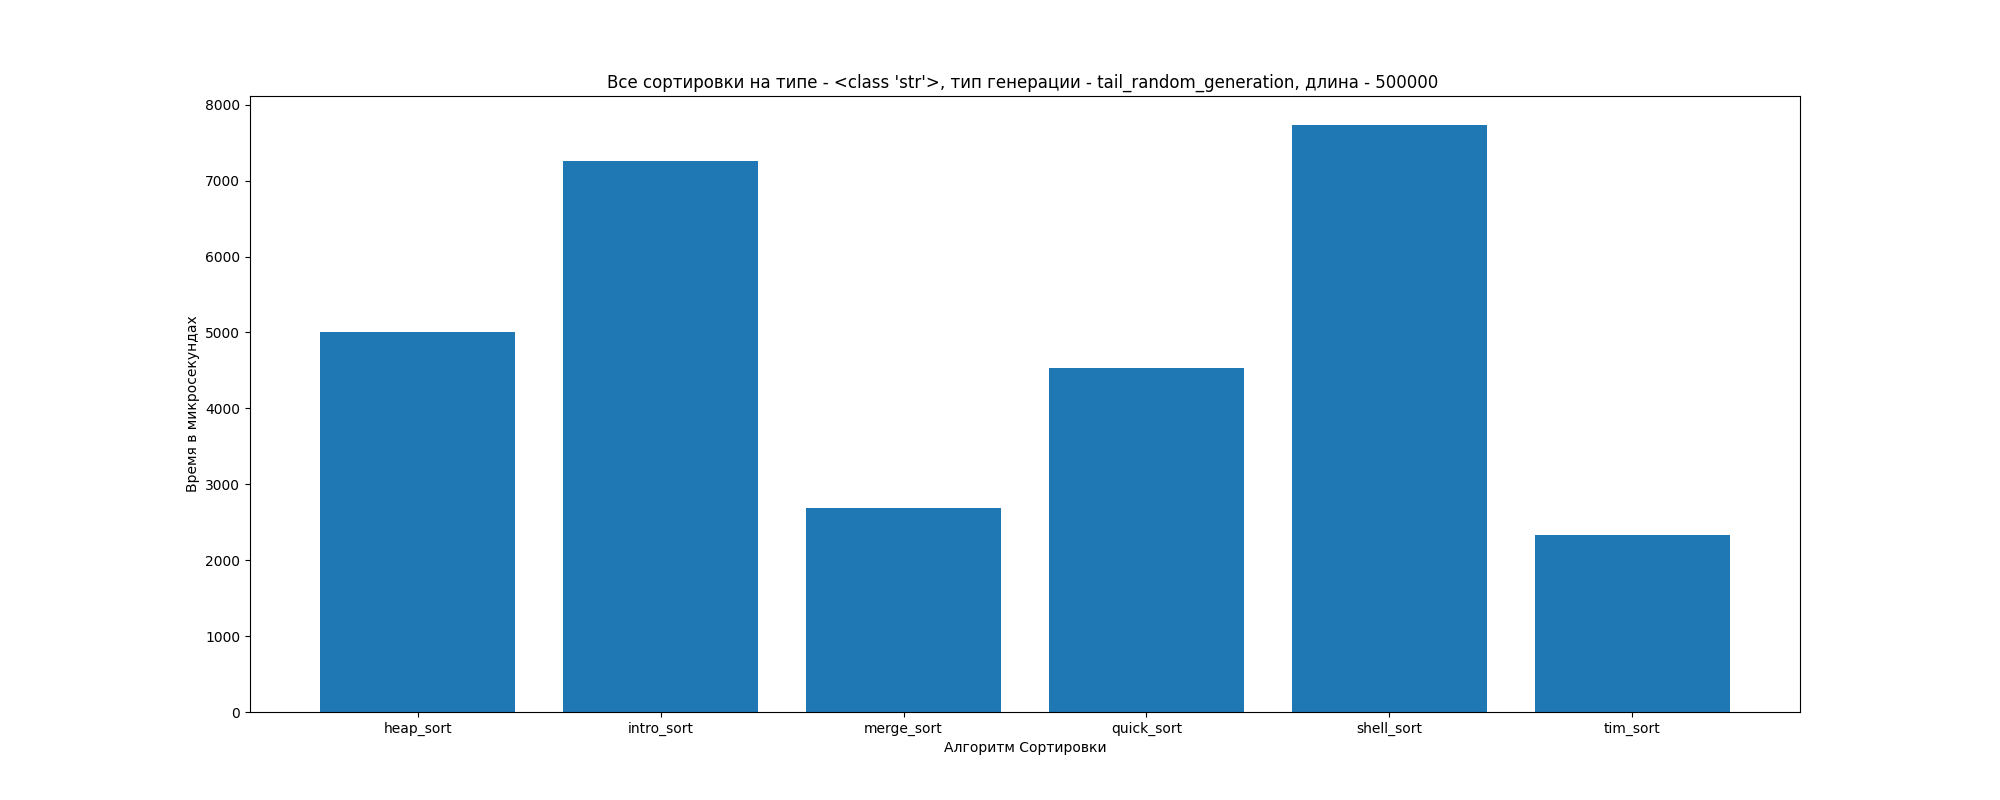 Все сортировки на типе - <class 'str'>, тип генерации - tail_random_generation, длина - 500000
8000
7000
6000
5000
4000
3000
2000
1000
0
Время в микросекундах
heap_sort
intro_sort
merge_sort
quick_sort
shell_sort
tim_sort
Алгоритм Сортировки